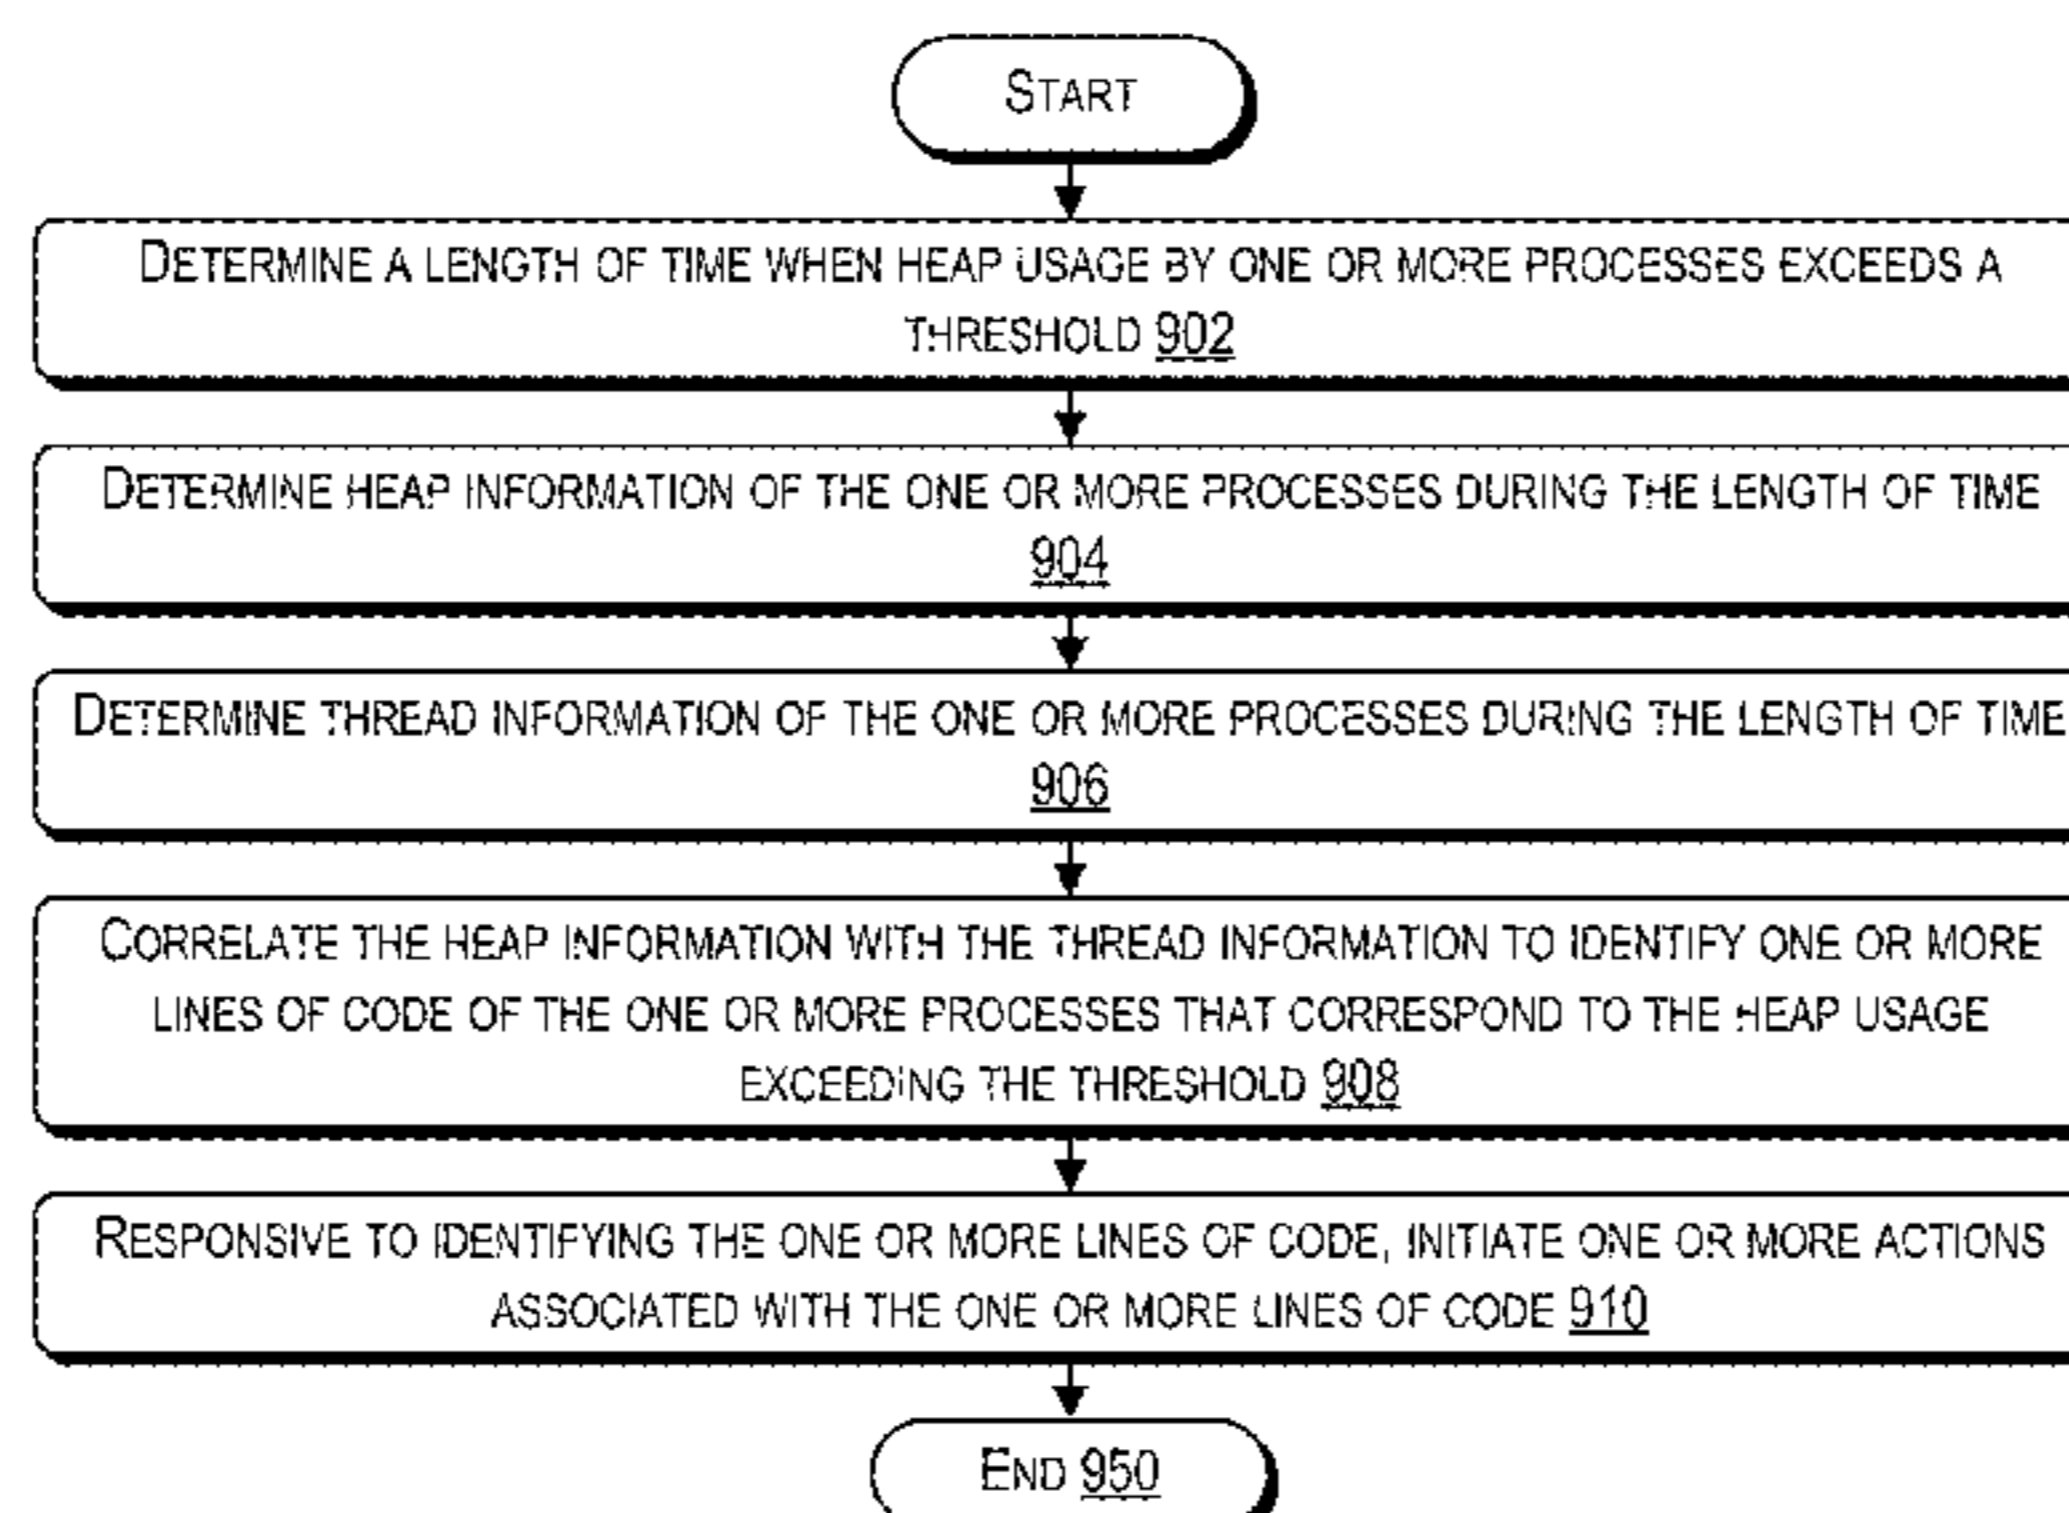 START
DETERMINE A LENGTH OF TIME WHEN HEAP USAGE BY ONE OR MORE PROCESSES EXCEEDS A
THRESHOLD 902
DETERMINE HEAP INFORMATION OF THE ONE OR MORE PROCESSES DURING THE LENGTH OF TIME
904
DETERMINE THREAD INFORMATION OF THE ONE OR MORE PROCESSES DURING THE LENGTH OF TIME
906
CORRELATE THE HEAP INFORMATION WITH THE THREAD INFORMATION TO IDENTIFY ONE OR MORE
LINES OF CODE OF THE ONE OR MORE PROCESSES THAT CORRESPOND TO THE HEAP USAGE
EXCEEDING THE THRESHOLD 908
RESPONSIVE TO IDENTIFYING THE ONE OR MORE LINES OF CODE, INITIATE ONE OR MORE ACTIONS
ASSOCIATED WITH THE ONE OR MORE LINES OF CODE 910
END 950